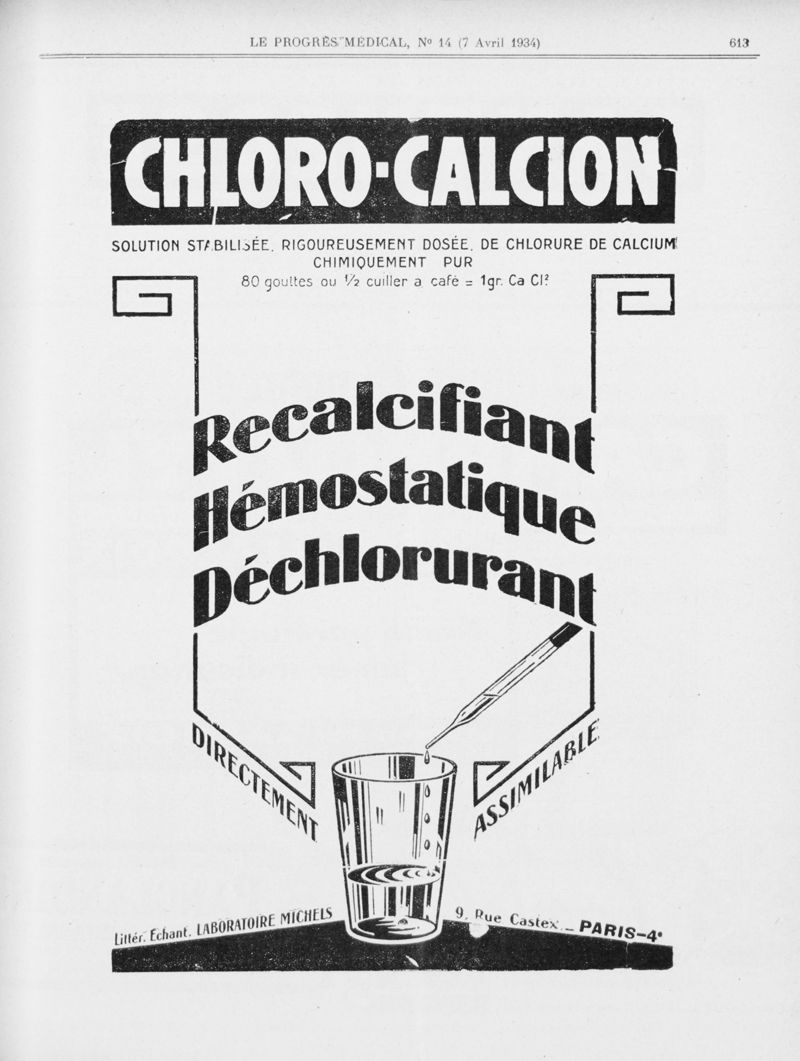 LE PROGRÈS MÉDICAL, Nº 14 (7 Avril 1934)
613
CHLORO-CALCION
SOLUTION STABILISÉE, RIGOUREUSEMENT DOSÉE, DE CHLORURE DE CALCIUM
CHIMIQUEMENT PUR
80 gouttes ou 1/2 cuiller a café = 1gr. Ca Cl²
Recalcifiant
Hémostatique
Déchlorurant
DIRECTEMENT
ASSIMILABLE
Littér. Echant. LABORATOIRE MICHELS
9, Rue Castex _ PARIS-4ᵉ